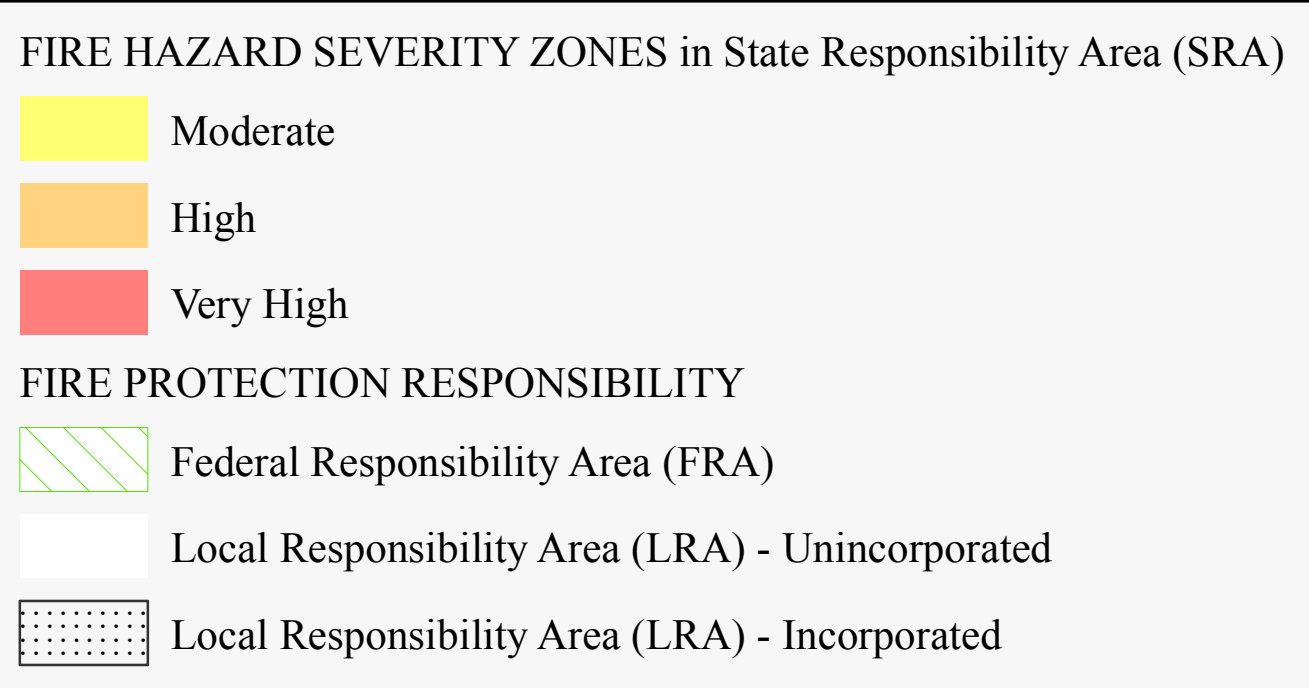 FIRE HAZARD SEVERITY ZONES in State Responsibility Area (SRA)
Moderate
High
Very High
FIRE PROTECTION RESPONSIBILITY
Federal Responsibility Area (FRA)
Local Responsibility Area (LRA) - Unincorporated
Local Responsibility Area (LRA) - Incorporated